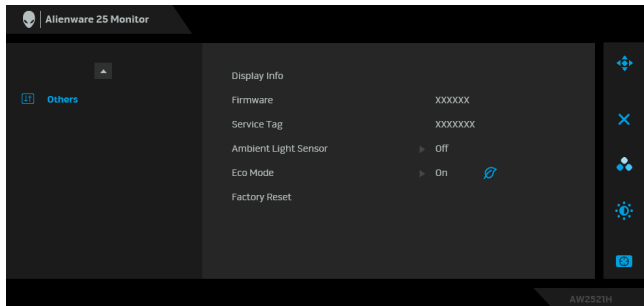 Alienware 25 Monitor
Others
Display Info
Firmware XXXXXX
Service Tag XXXXXXX
Ambient Light Sensor Off
Eco Mode On
Factory Reset
AW2521H